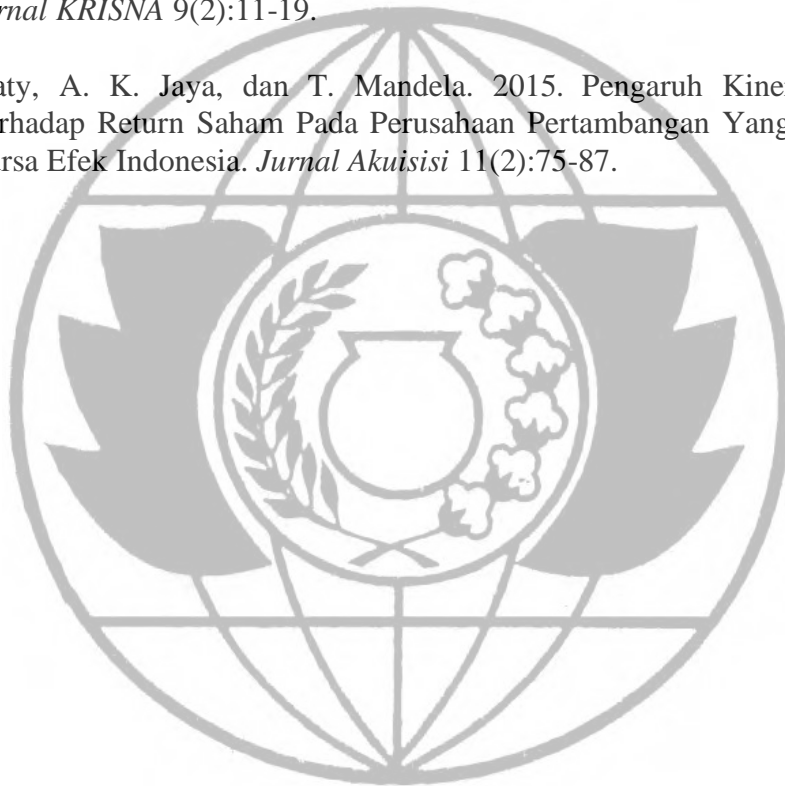 rnal KRISNA 9(2):11-19.
aty, A. K. Jaya, dan T. Mandela. 2015. Pengaruh Kiner
rhadap Return Saham Pada Perusahaan Pertambangan Yang
rsa Efek Indonesia. Jurnal Akuisisi 11(2):75-87.